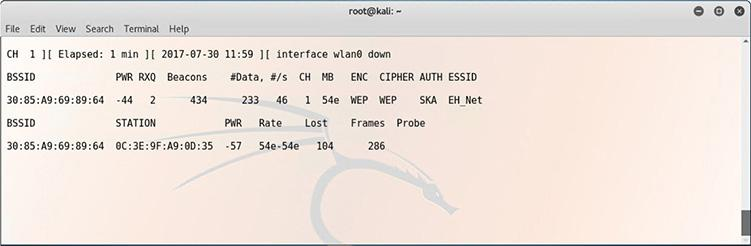 root@kali: ~
File Edit View Search Terminal Help
CH 1 ][ Elapsed: 1 min ][ 2017-07-30 11:59 ][ interface wlan0 down
BSSID PWR RXQ Beacons #Data, #/s CH MB ENC CIPHER AUTH ESSID
30:85:A9:69:89:64 -44 2 434 233 46 1 54e WEP WEP SKA EH_Net
BSSID STATION PWR Rate Lost Frames Probe
30:85:A9:69:89:64 0C:3E:9F:A9:0D:35 -57 54e-54e 104 286